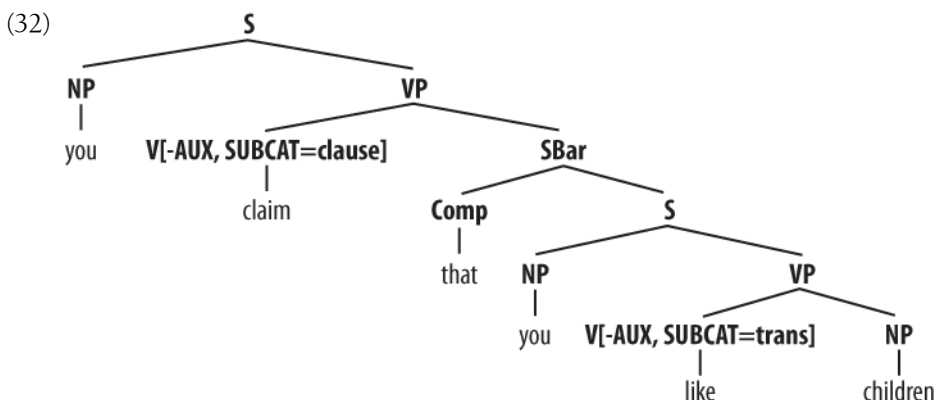 (32) S
NP VP
you V[-AUX, SUBCAT=clause] SBar
claim Comp S
that NP VP
you V[-AUX, SUBCAT=trans] NP
like children